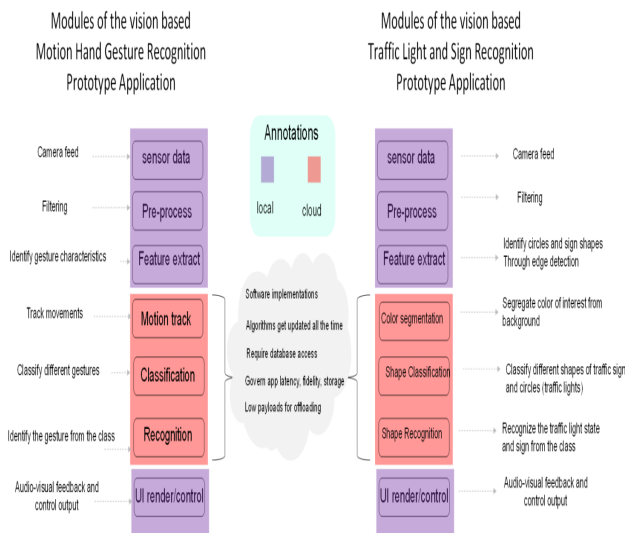 Modules of the vision based
Motion Hand Gesture Recognition
Prototype Application
Modules of the vision based
Traffic Light and Sign Recognition
Prototype Application
Annotations
local
cloud
Camera feed
sensor data
Filtering
Pre-process
Identify gesture characteristics
Feature extract
Track movements
Motion track
Classify different gestures
Classification
Identify the gesture from the class
Recognition
Audio-visual feedback and
control output
UI render/control
Software implementations
Algorithms get updated all the time
Require database access
Govern app latency, fidelity, storage
Low payloads for offloading
sensor data
Camera feed
Pre-process
Filtering
Feature extract
Identify circles and sign shapes
Through edge detection
Color segmentation
Segregate color of interest from
background
Shape Classification
Classify different shapes of traffic sign
and circles (traffic lights)
Shape Recognition
Recognize the traffic light state
and sign from the class
UI render/control
Audio-visual feedback and
control output